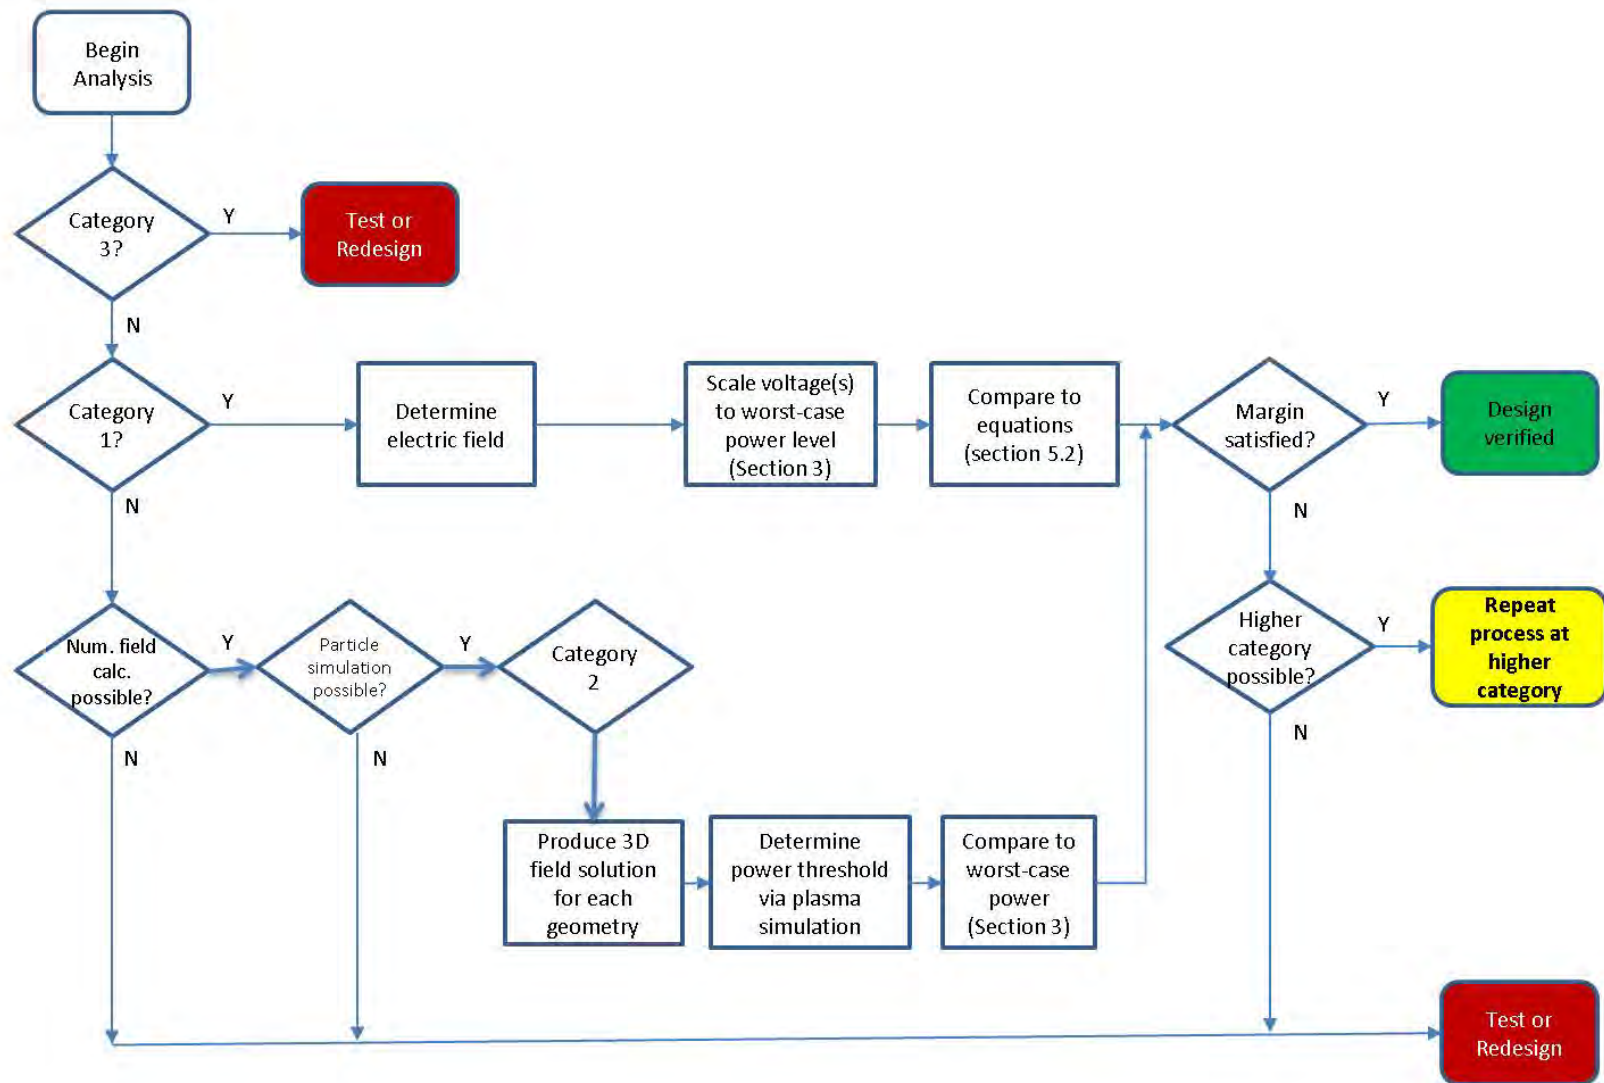 Begin
Analysis
Category
3?
Y
Test or
Redesign
N
Category
1?
Y
Determine
electric field
Scale voltage(s)
to worst-case
power level
(Section 3)
Compare to
equations
(section 5.2)
Margin
satisfied?
Y
Design
verified
N
N
Num. field
calc.
possible?
Y
Particle
simulation
possible?
Y
Category
2
Higher
category
possible?
Y
Repeat
process at
higher
category
N
N
N
Produce 3D
field solution
for each
geometry
Determine
power threshold
via plasma
simulation
Compare to
worst-case
power
(Section 3)
Test or
Redesign